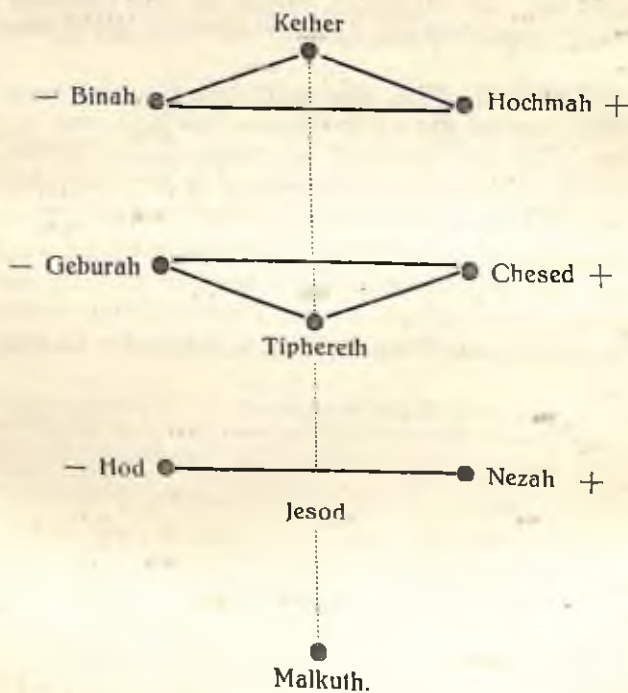 Kether
— Binah Hochmah +
— Geburah Chesed +
Tiphereth
— Hod Nezah +
Jesod
Malkuth.